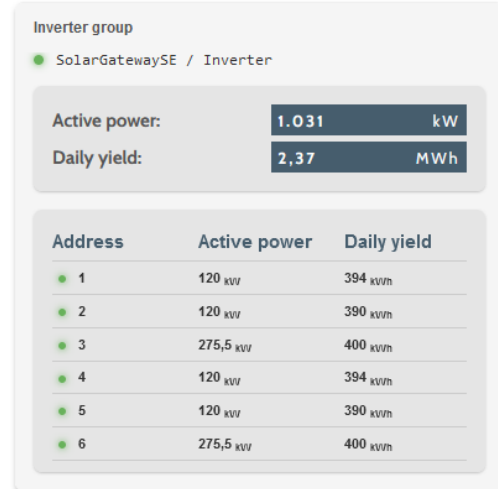 Inverter group
SolarGatewaySE / Inverter
Active power: 1.031 kW
Daily yield: 2,37 MWh
Address Active power Daily yield
1 120 kW 394 kWh
2 120 kW 390 kWh
3 275,5 kW 400 kWh
4 120 kW 394 kWh
5 120 kW 390 kWh
6 275,5 kW 400 kWh